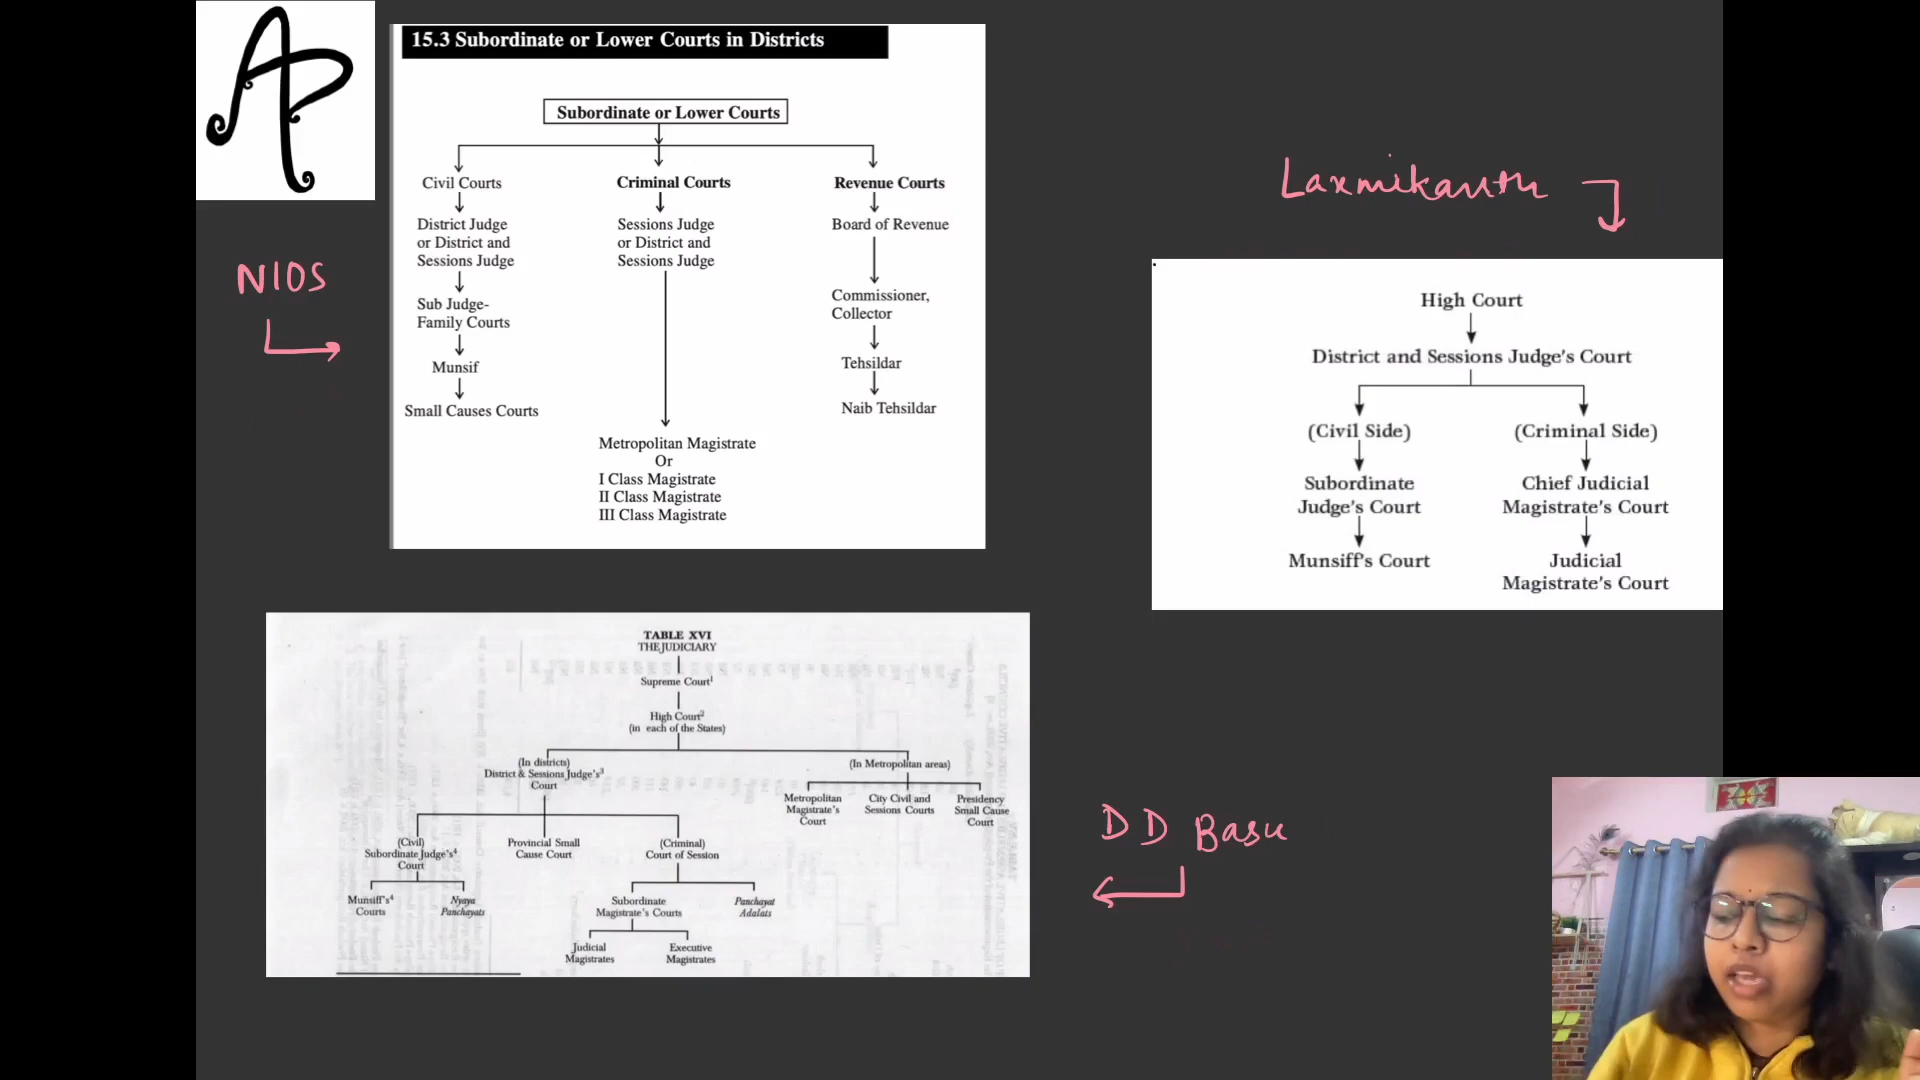 AP
15.3 Subordinate or Lower Courts in Districts
Subordinate or Lower Courts
Civil Courts
District Judge
or District and
Sessions Judge
Sub Judge-
Family Courts
Munsif
Small Causes Courts
Criminal Courts
Sessions Judge
or District and
Sessions Judge
Metropolitan Magistrate
Or
I Class Magistrate
II Class Magistrate
III Class Magistrate
Revenue Courts
Board of Revenue
Commissioner,
Collector
Tehsildar
Naib Tehsildar
NIOS
Laxmikanth
High Court
District and Sessions Judge's Court
(Civil Side)
Subordinate
Judge's Court
Munsiff's Court
(Criminal Side)
Chief Judicial
Magistrate's Court
Judicial
Magistrate's Court
TABLE XVI
THE JUDICIARY
Supreme Court¹
High Court²
(in each of the States)
(In districts)
District & Sessions Judge's³
Court
(In Metropolitan areas)
Metropolitan
Magistrate's
Court
City Civil and
Sessions Courts
Presidency
Small Cause
Court
(Civil)
Subordinate Judge's⁴
Court
Provincial Small
Cause Court
(Criminal)
Court of Session
Munsiff's⁴
Courts
Nyaya
Panchayats
Subordinate
Magistrate's Courts
Panchayat
Adalats
Judicial
Magistrates
Executive
Magistrates
DD Basu